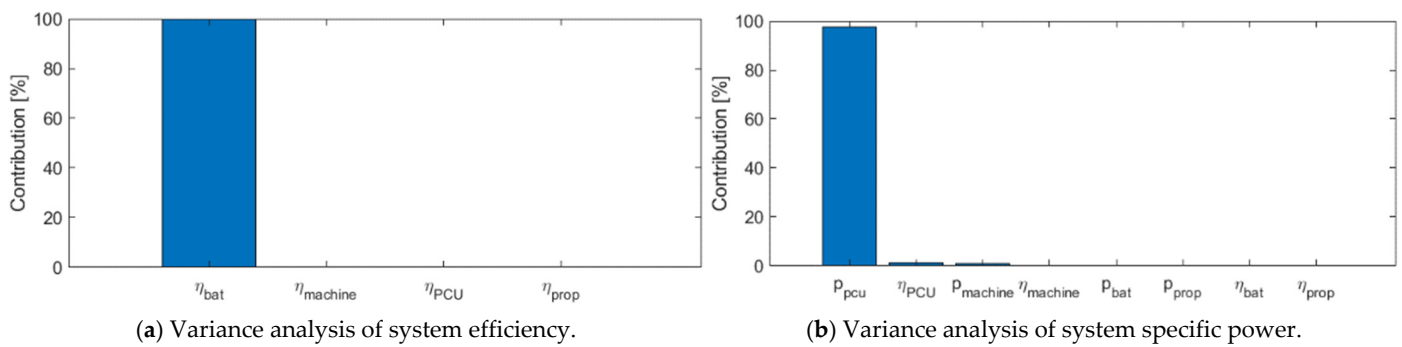 100
80
60
40
20
0
Contribution [%]
η_bat η_machine η_PCU η_prop
(a) Variance analysis of system efficiency.
100
80
60
40
20
0
Contribution [%]
p_pcu η_PCU p_machine η_machine p_bat p_prop η_bat η_prop
(b) Variance analysis of system specific power.